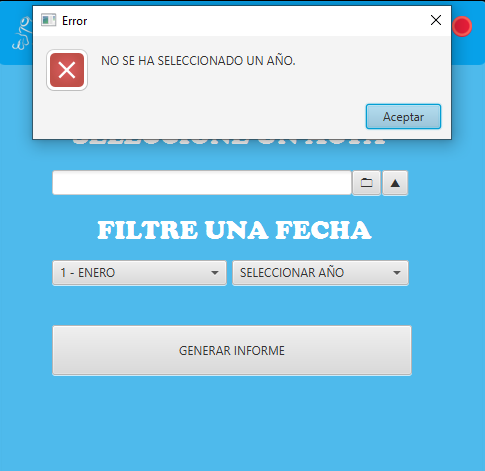 Error
NO SE HA SELECCIONADO UN AÑO.
Aceptar
FILTRE UNA FECHA
1 - ENERO
SELECCIONAR AÑO
GENERAR INFORME